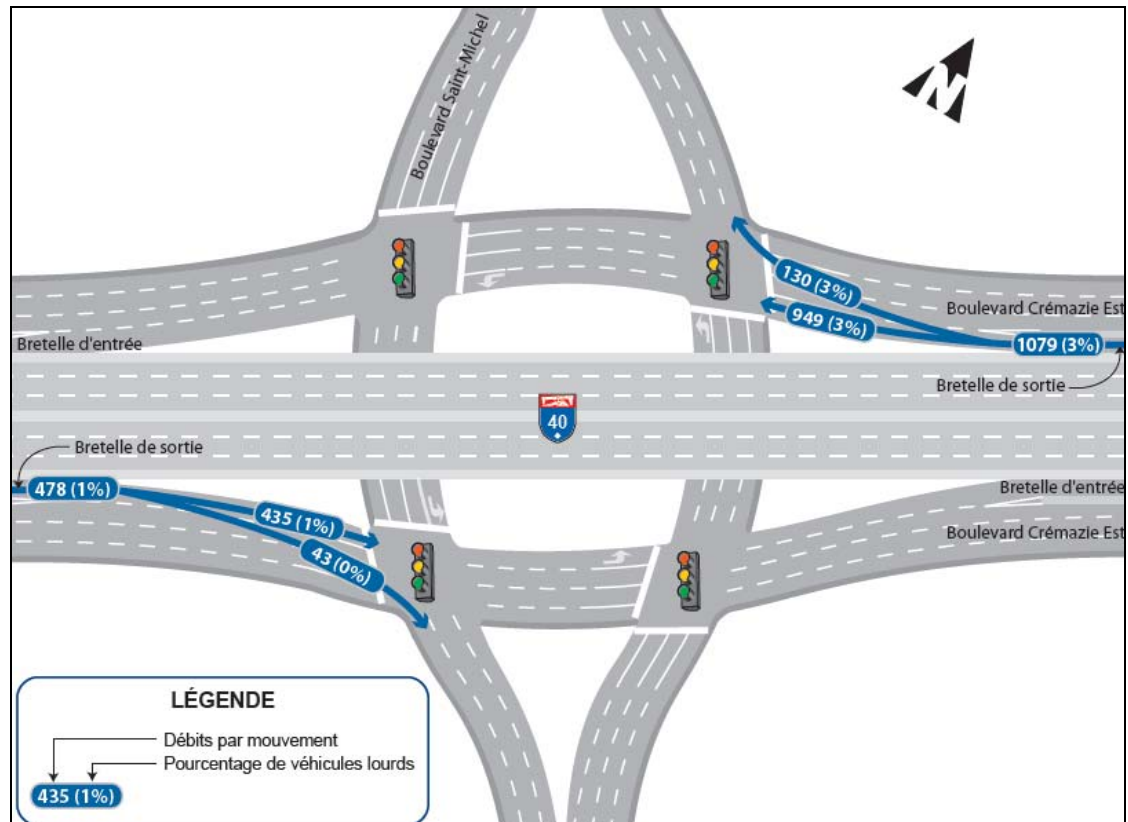 Boulevard Saint-Michel
N
130 (3%)
949 (3%)
Boulevard Crémazie Est
1079 (3%)
Bretelle d'entrée
Bretelle de sortie
40
Bretelle de sortie
478 (1%)
435 (1%)
43 (0%)
Bretelle d'entrée
Boulevard Crémazie Est
LÉGENDE
Débits par mouvement
Pourcentage de véhicules lourds
435 (1%)